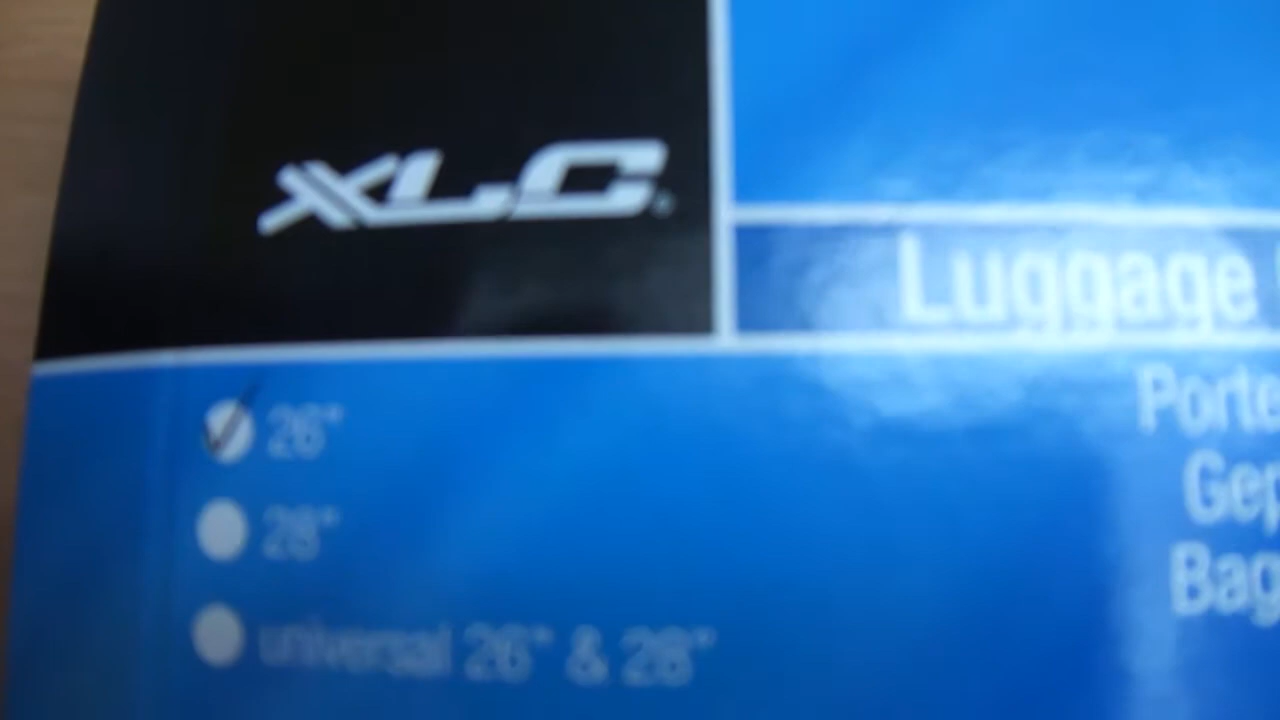 XLC
Luggage
26"
28"
universal 26" & 28"
Porte
Gep
Bag